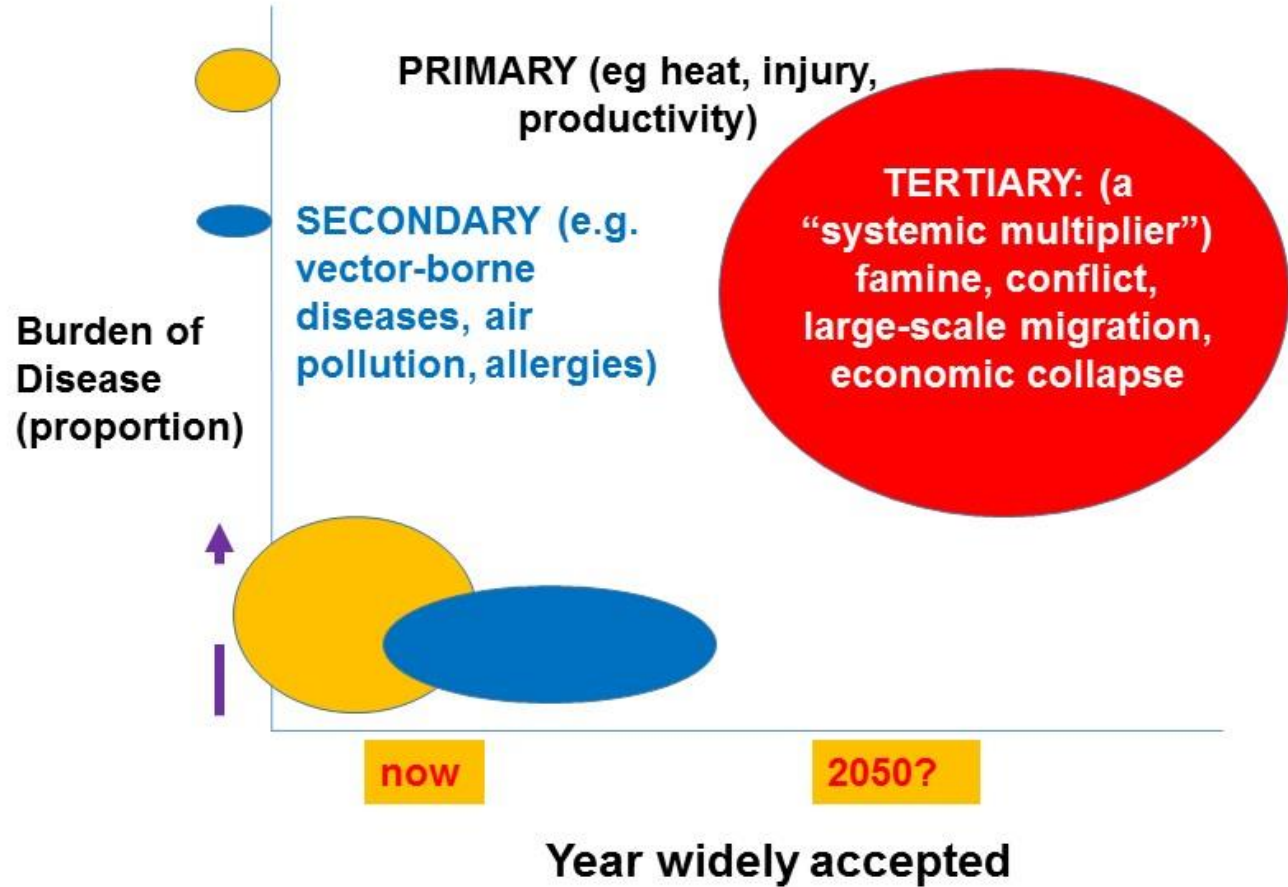 PRIMARY (eg heat, injury,
productivity)
TERTIARY: (a
“systemic multiplier”)
famine, conflict,
large-scale migration,
economic collapse
SECONDARY (e.g.
vector-borne
diseases, air
pollution, allergies)
Burden of
Disease
(proportion)
now
2050?
Year widely accepted